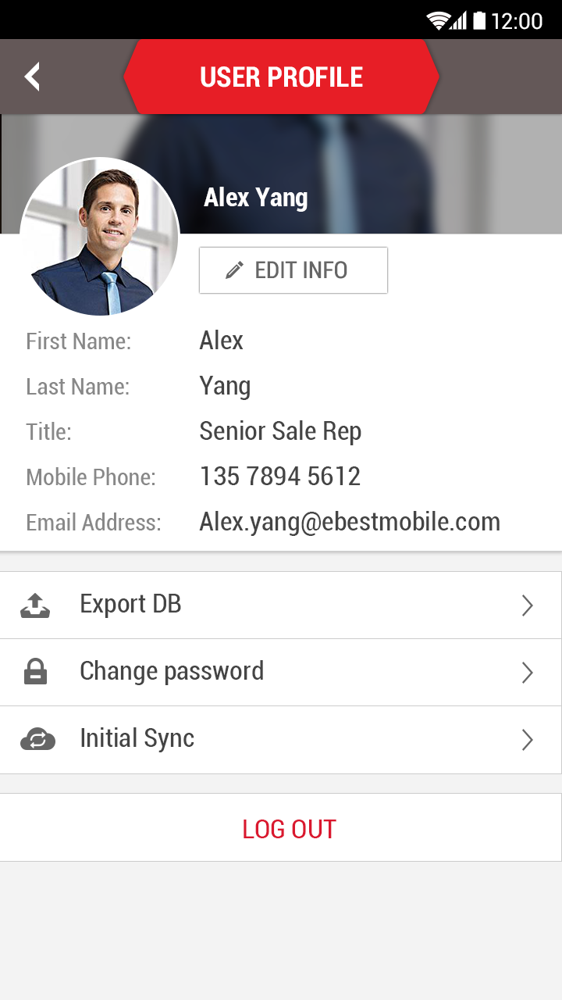 12:00
USER PROFILE
Alex Yang
EDIT INFO
First Name: Alex
Last Name: Yang
Title: Senior Sale Rep
Mobile Phone: 135 7894 5612
Email Address: Alex.yang@ebestmobile.com
Export DB
Change password
Initial Sync
LOG OUT